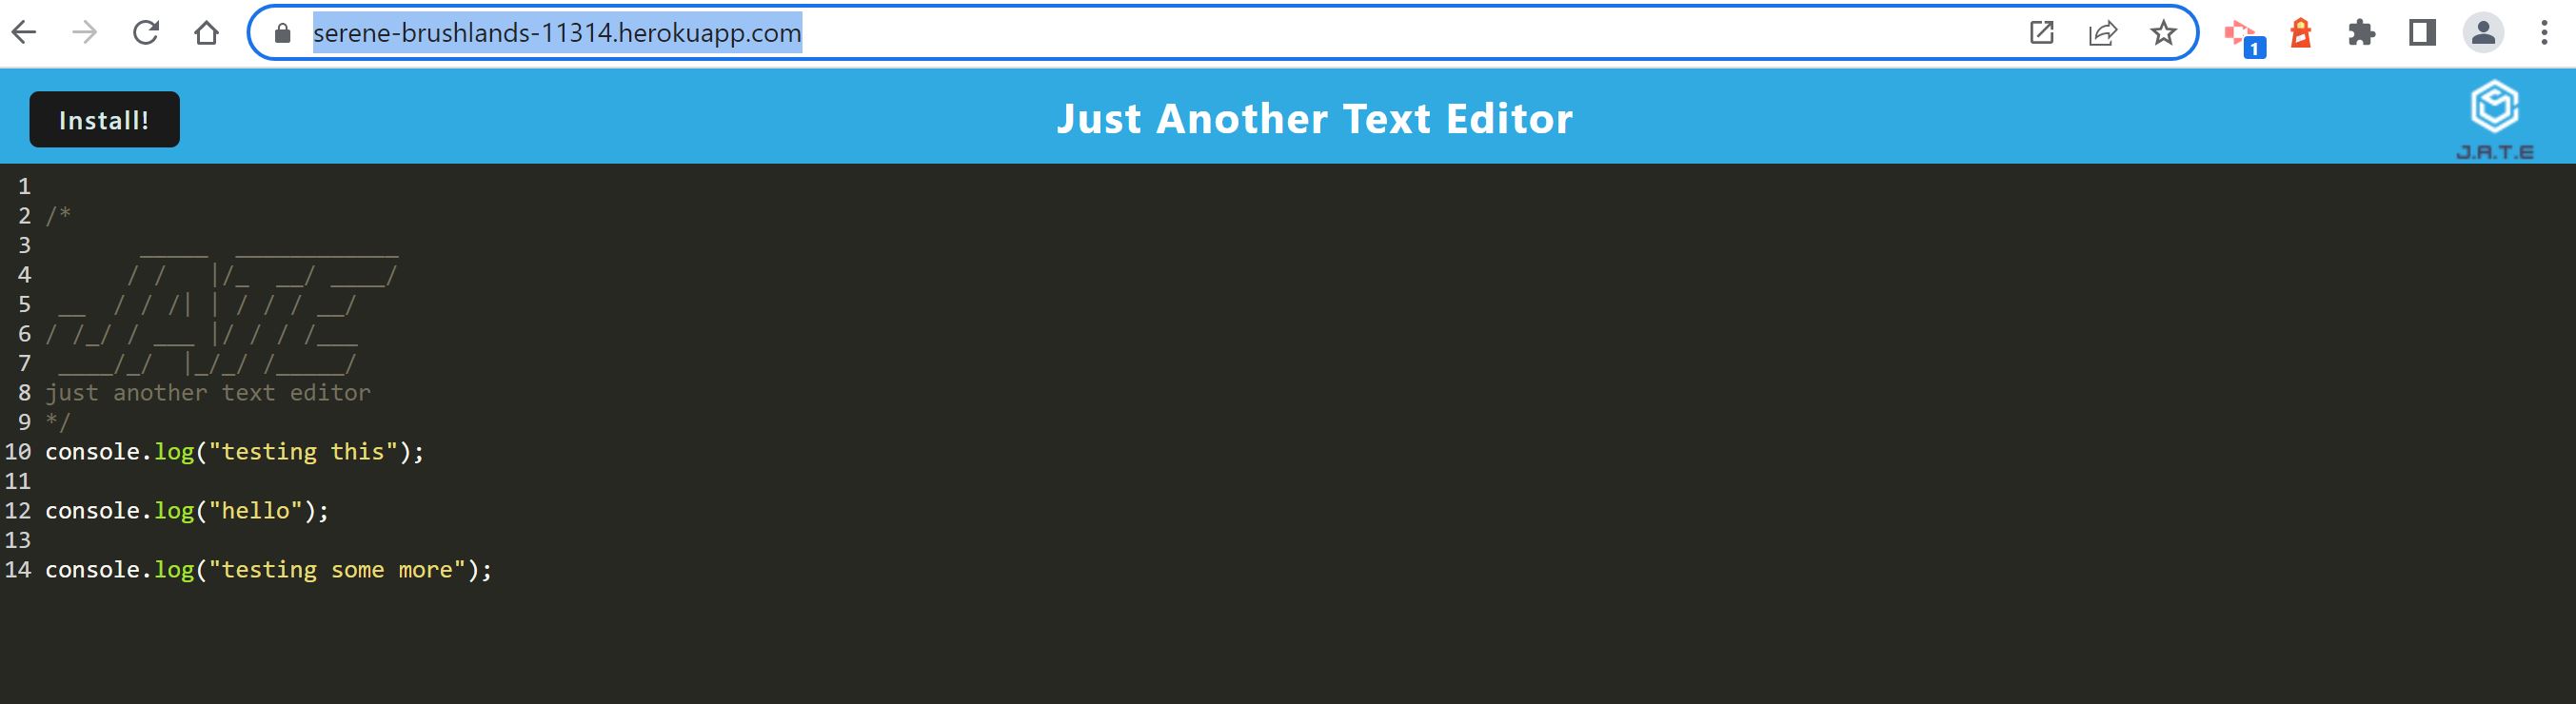 serene-brushlands-11314.herokuapp.com
1
Install!
Just Another Text Editor
J.A.T.E
1
2 /*
3       _____  ____________
4      / /   |/_  __/ ____/
5  __  / / /| | / / / __/
6 / /_/ / ___ |/ / / /___
7  ____/_/  |_/_/ /_____/
8 just another text editor
9 */
10 console.log("testing this");
11
12 console.log("hello");
13
14 console.log("testing some more");